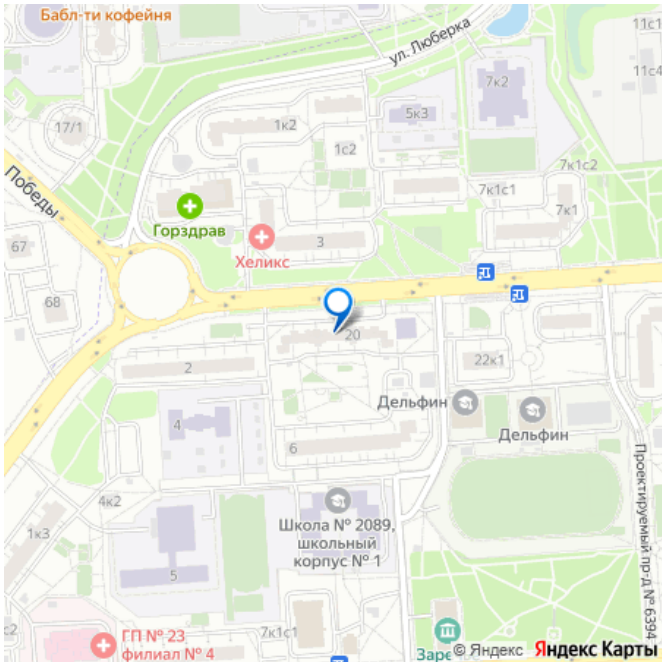 Бабл-ти кофейня
ул. Люберка
11с1
7к2
11с4
5к3
17/1
1к2
1с2
7к1с2
Победы
7к1с1
7к1
Горздрав
67
Хеликс
3
68
20
2
22к1
Дельфин
4
Дельфин
6
4к2
Проектируемый пр-д № 6394
Школа № 2089,
школьный
корпус № 1
1к3
5
ГП № 23,
филиал № 4
7к1с1
Заре
© Яндекс Яндекс Карты